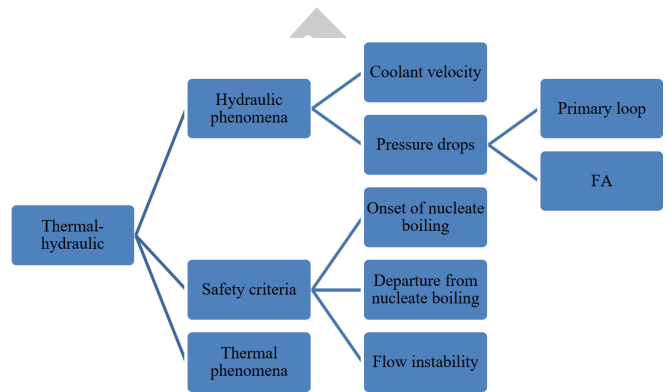 Coolant velocity
Hydraulic
phenomena
Primary loop
Pressure drops
FA
Onset of nucleate
boiling
Thermal-
hydraulic
Safety criteria
Departure from
nucleate boiling
Thermal
phenomena
Flow instability